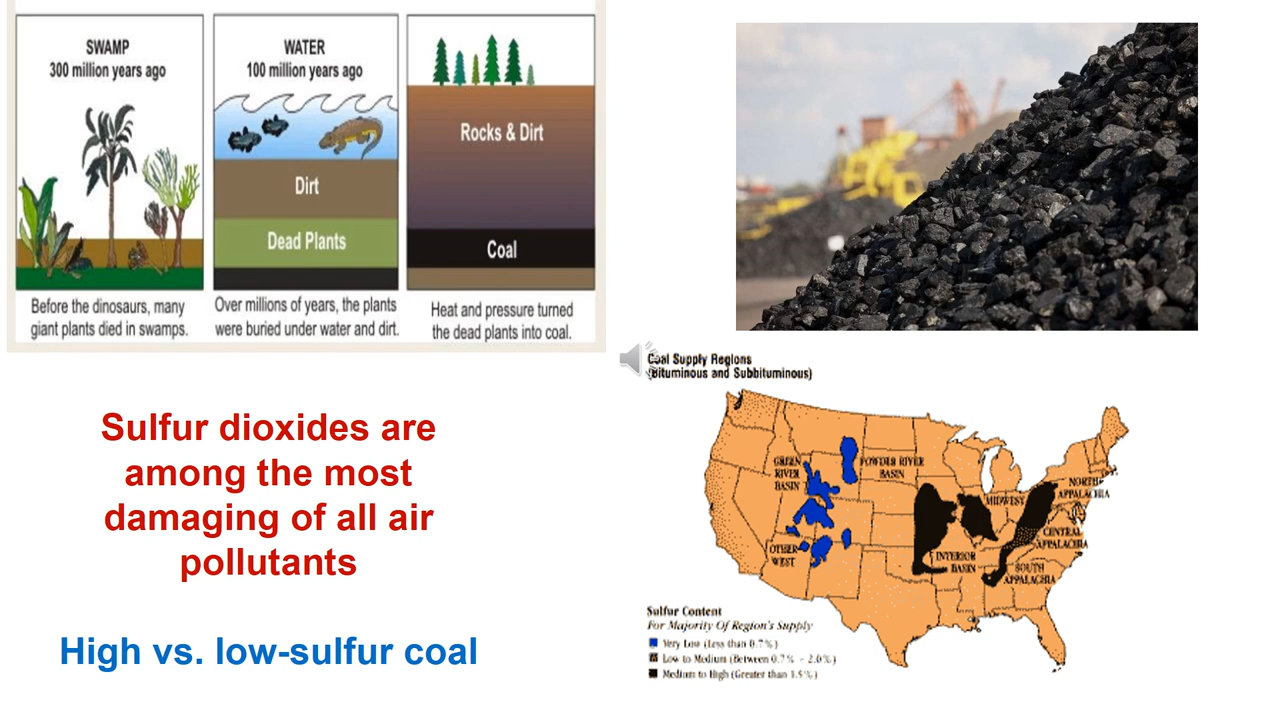 SWAMP
300 million years ago
Before the dinosaurs, many
giant plants died in swamps.
WATER
100 million years ago
Dirt
Dead Plants
Over millions of years, the plants
were buried under water and dirt.
Rocks & Dirt
Coal
Heat and pressure turned
the dead plants into coal.
Sulfur dioxides are
among the most
damaging of all air
pollutants
High vs. low-sulfur coal
Coal Supply Regions
(Bituminous and Subbituminous)
GREEN
RIVER
BASIN
POWDER RIVER
BASIN
OTHER
WEST
INTERIOR
BASIN
MIDWEST
NORTH
APPALACHIA
CENTRAL
APPALACHIA
SOUTH
APPALACHIA
Sulfur Content
For Majority Of Region's Supply
Very Low (Less than 0.7%)
Low to Medium (Between 0.7% - 2.0%)
Medium to High (Greater than 1.5%)